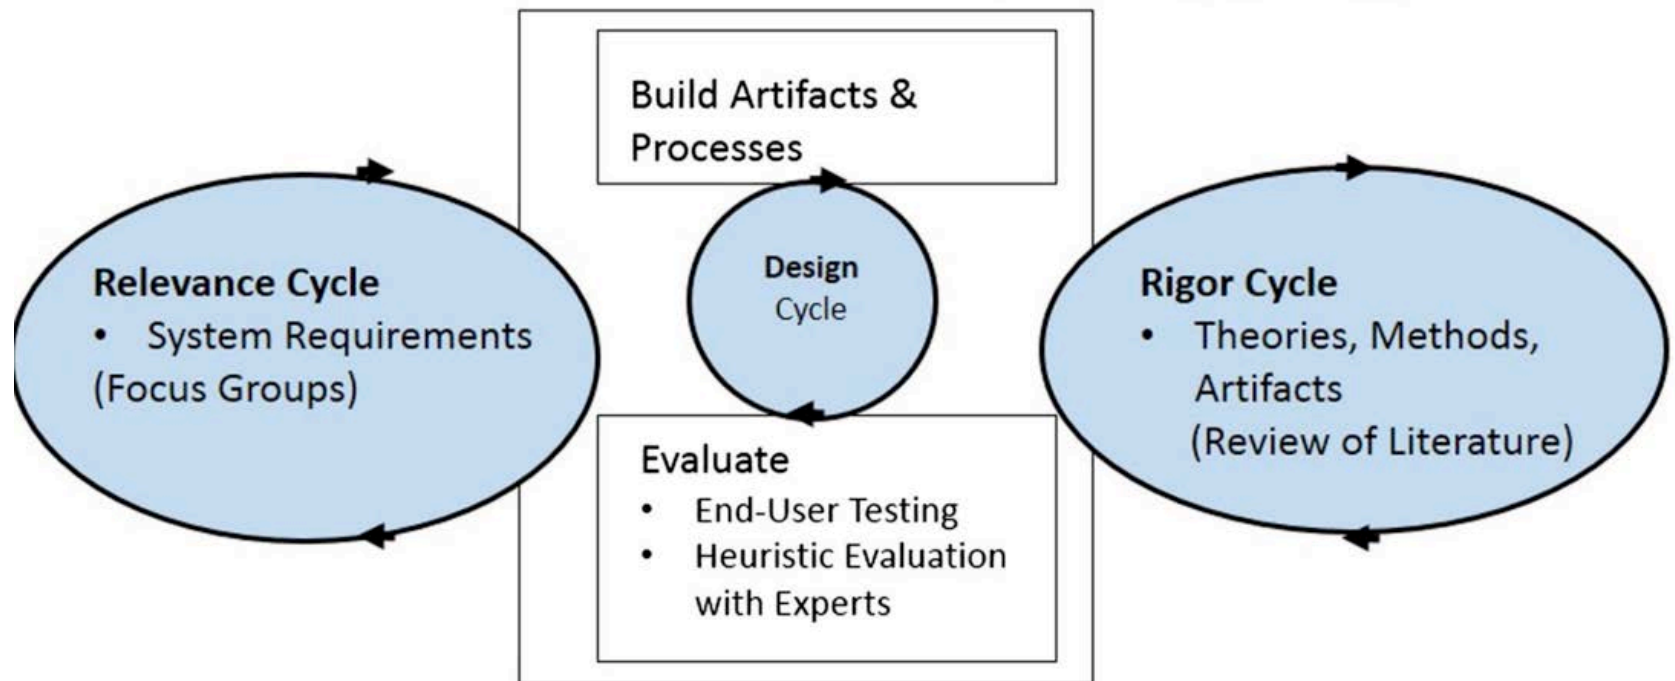 Build Artifacts &
Processes
Relevance Cycle
• System Requirements
(Focus Groups)
Design
Cycle
Rigor Cycle
• Theories, Methods,
Artifacts
(Review of Literature)
Evaluate
• End-User Testing
• Heuristic Evaluation
with Experts